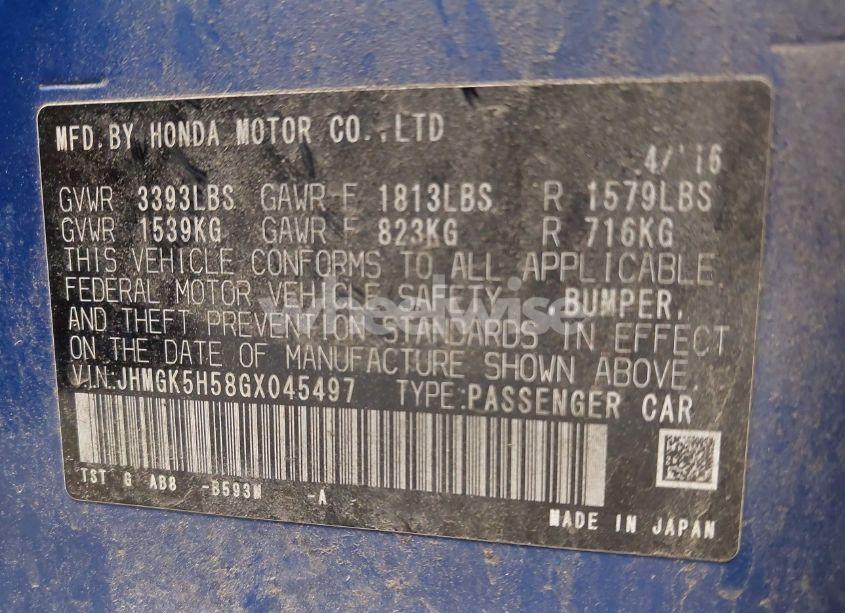 MFD. BY HONDA MOTOR CO., LTD 4/'16
GVWR 3393LBS GAWR F 1813LBS R 1579LBS
GVWR 1539KG GAWR F 823KG R 716KG
THIS VEHICLE CONFORMS TO ALL APPLICABLE
FEDERAL MOTOR VEHICLE SAFETY, BUMPER,
AND THEFT PREVENTION STANDARDS IN EFFECT
ON THE DATE OF MANUFACTURE SHOWN ABOVE.
VIN:JHMGK5H58GX045497 TYPE:PASSENGER CAR
TST G AB8 -B593M -A
MADE IN JAPAN
wheelwise